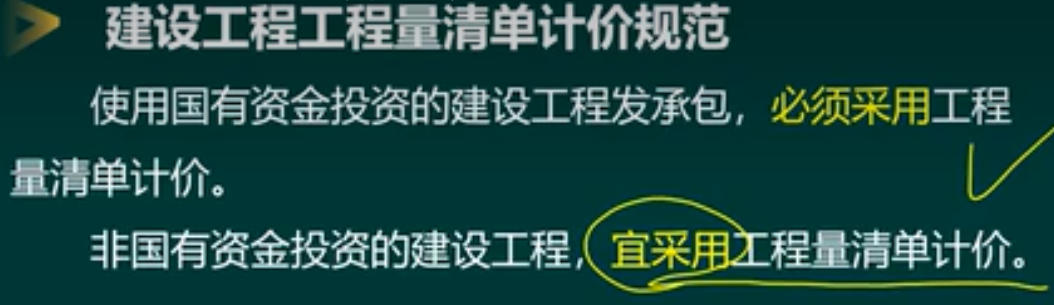 建设工程工程量清单计价规范
使用国有资金投资的建设工程发承包，必须采用工程
量清单计价。
非国有资金投资的建设工程，宜采用工程量清单计价。